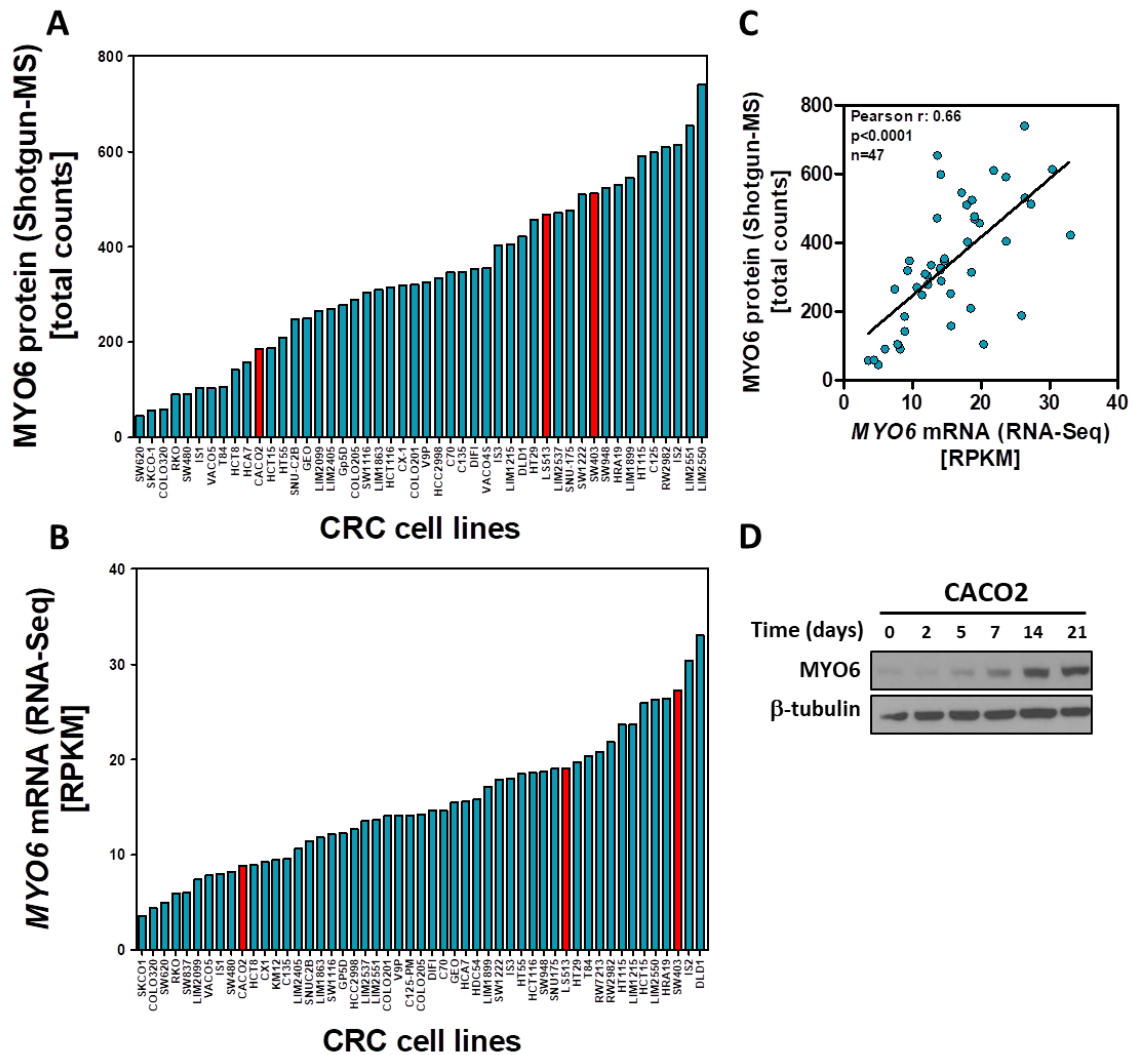 A
MYO6 protein (Shotgun-MS)
[total counts]
800
600
400
200
0
SW620
SKCO-1
COLO320
RKO
SW480
IS1
VACO5
T84
HCT8
HCA7
CACO2
HCT15
HT55
SNU-C2B
GEO
LIM2099
LIM2405
Gp5D
COLO205
SW1116
LIM1863
HCT116
CX-1
COLO201
V9P
HCC2998
C70
C135
DIFI
VACO4S
IS3
LIM1215
DLD1
HT29
LS513
LIM2537
SNU-175
SW1222
SW403
SW948
HRA19
LIM1899
HT115
C125
RW2982
IS2
LIM2551
LIM2550
CRC cell lines
B
MYO6 mRNA (RNA-Seq)
[RPKM]
40
30
20
10
0
SKCO1
COLO320
SW620
RKO
SW837
LIM2099
VACO5
IS1
SW480
CACO2
HCT8
CX1
KM12
C135
LIM2405
SNUC2B
LIM1863
SW1116
GP5D
HCC2998
LIM2537
LIM2551
COLO201
V9P
C125-PM
COLO205
DIFI
C70
GEO
HCA7
HDC54
LIM1899
SW1222
IS3
HT55
HCT116
SW948
SNU175
LS513
HT29
T84
RW7213
RW2982
HT115
LIM1215
HCT15
LIM2550
HRA19
SW403
IS2
DLD1
CRC cell lines
C
MYO6 protein (Shotgun-MS)
[total counts]
800
600
400
200
0
Pearson r: 0.66
p<0.0001
n=47
0 10 20 30 40
MYO6 mRNA (RNA-Seq)
[RPKM]
D
CACO2
Time (days) 0 2 5 7 14 21
MYO6
β-tubulin